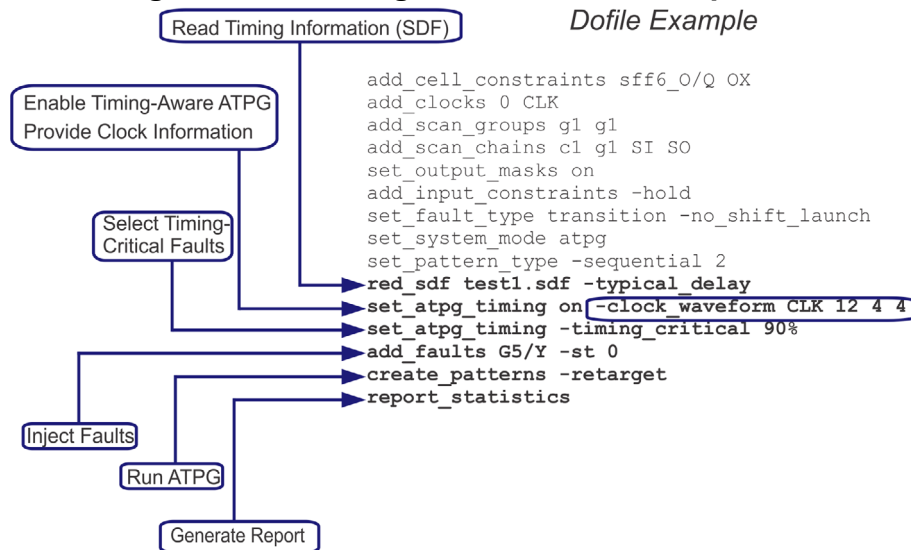 Read Timing Information (SDF)
Dofile Example
Enable Timing-Aware ATPG
Provide Clock Information
Select Timing-
Critical Faults
add_cell_constraints sff6_O/Q OX
add_clocks 0 CLK
add_scan_groups g1 g1
add_scan_chains c1 g1 SI SO
set_output_masks on
add_input_constraints -hold
set_fault_type transition -no_shift_launch
set_system_mode atpg
set_pattern_type -sequential 2
red_sdf test1.sdf -typical_delay
set_atpg_timing on -clock_waveform CLK 12 4 4
set_atpg_timing -timing_critical 90%
add_faults G5/Y -st 0
create_patterns -retarget
report_statistics
Inject Faults
Run ATPG
Generate Report